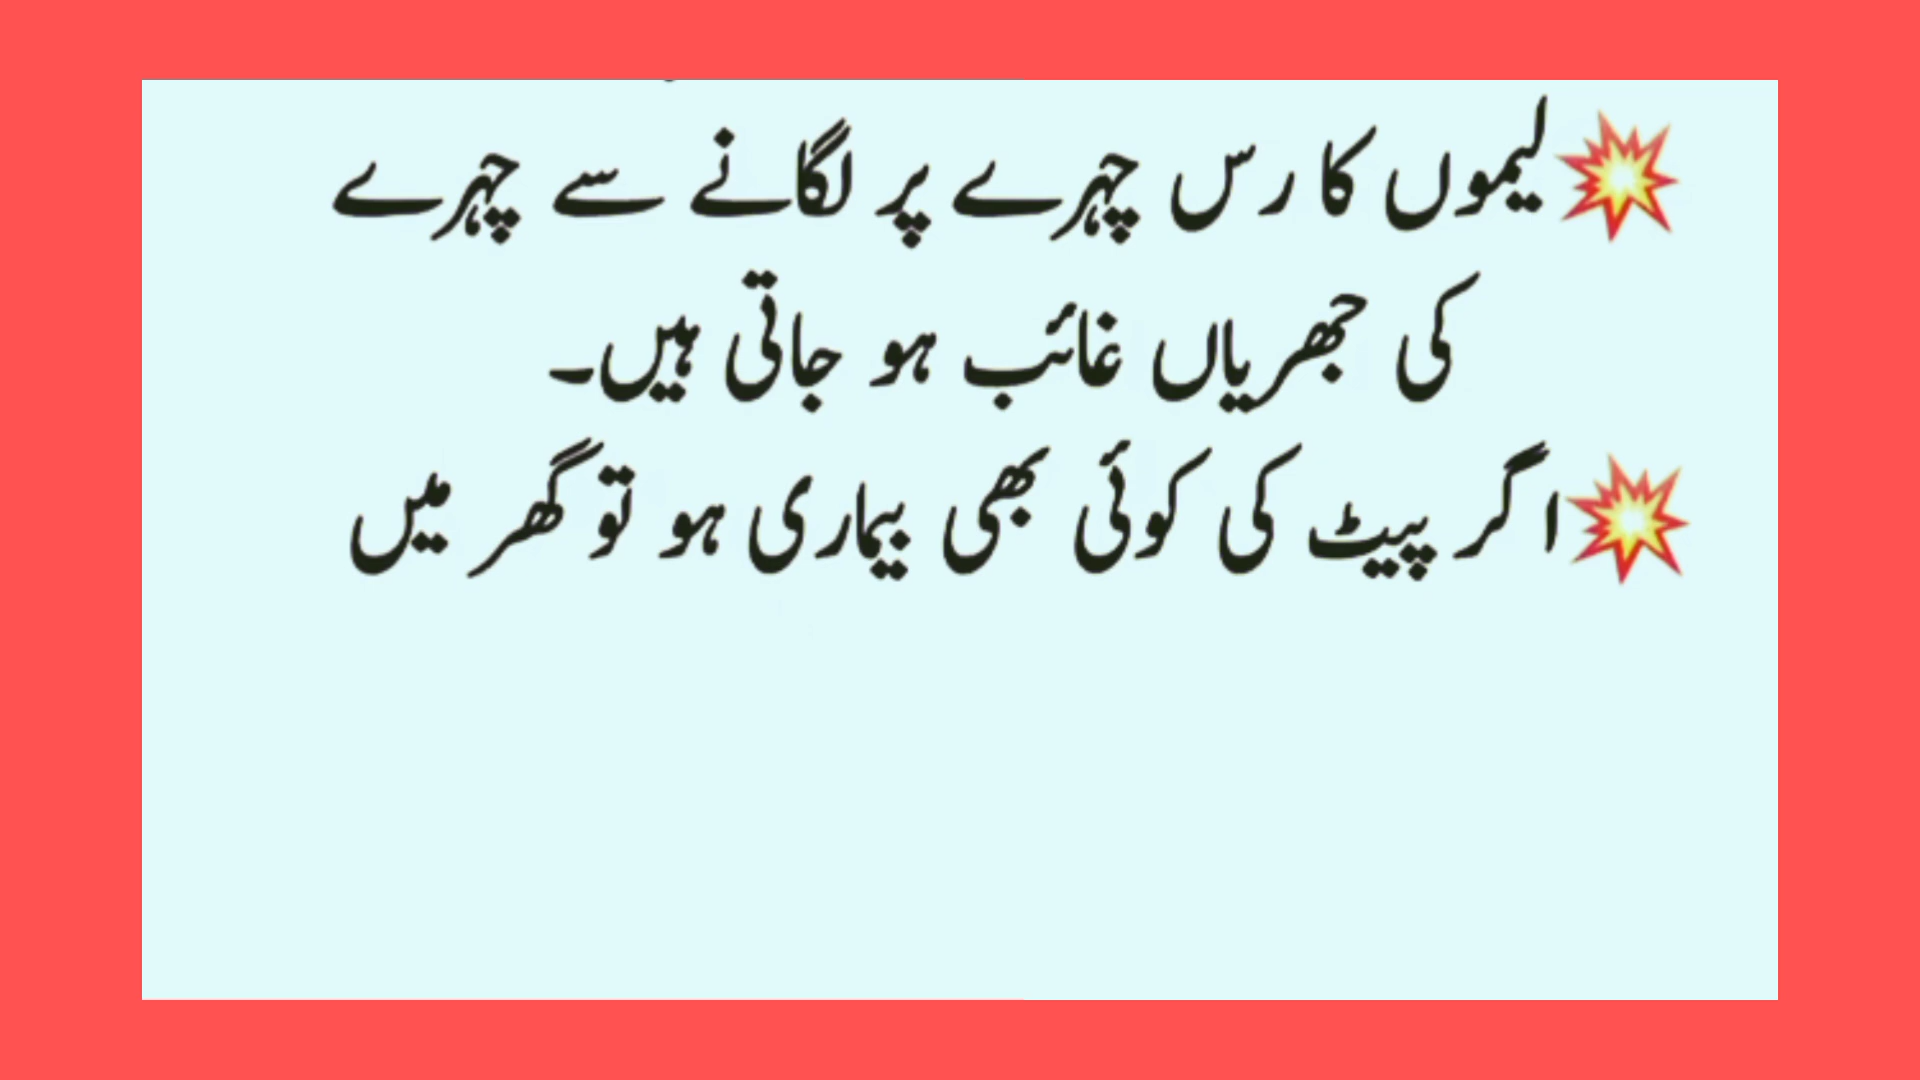 💥لیموں کا رس چہرے پر لگانے سے چہرے
کی جھریاں غائب ہو جاتی ہیں۔
💥اگر پیٹ کی کوئی بھی بیماری ہو تو گھر میں